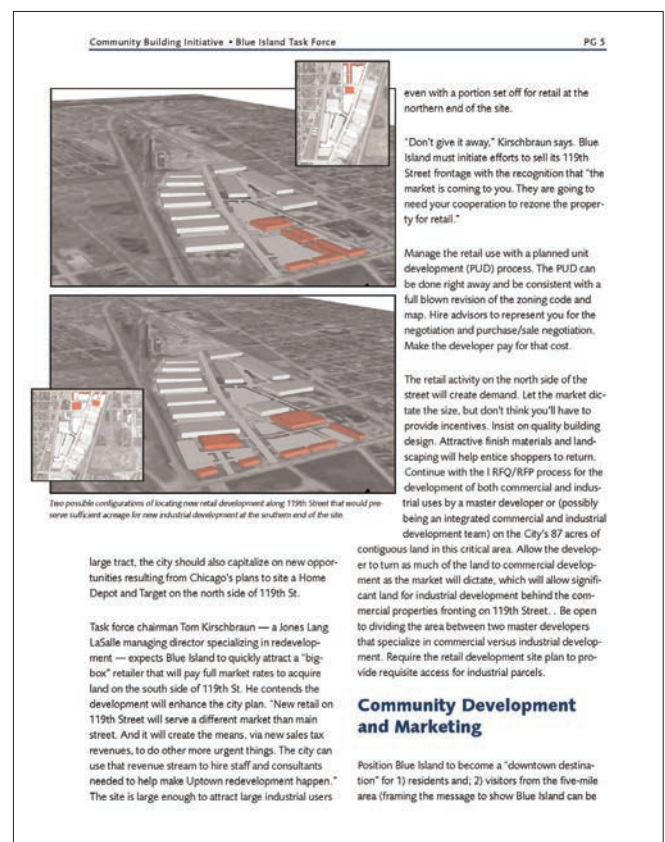 Community Building Initiative • Blue Island Task Force
PG 5
Two possible configurations of locating new retail development along 119th Street that would pre-
serve sufficient acreage for new industrial development at the southern end of the site.
large tract, the city should also capitalize on new oppor-
tunities resulting from Chicago's plans to site a Home
Depot and Target on the north side of 119th St.
Task force chairman Tom Kirschbraun — a Jones Lang
LaSalle managing director specializing in redevelop-
ment — expects Blue Island to quickly attract a "big-
box" retailer that will pay full market rates to acquire
land on the south side of 119th St. He contends the
development will enhance the city plan. "New retail on
119th Street will serve a different market than main
street. And it will create the means, via new sales tax
revenues, to do other more urgent things. The city can
use that revenue stream to hire staff and consultants
needed to help make Uptown redevelopment happen."
The site is large enough to attract large industrial users
even with a portion set off for retail at the
northern end of the site.
"Don't give it away," Kirschbraun says. Blue
Island must initiate efforts to sell its 119th
Street frontage with the recognition that "the
market is coming to you. They are going to
need your cooperation to rezone the proper-
ty for retail."
Manage the retail use with a planned unit
development (PUD) process. The PUD can
be done right away and be consistent with a
full blown revision of the zoning code and
map. Hire advisors to represent you for the
negotiation and purchase/sale negotiation.
Make the developer pay for that cost.
The retail activity on the north side of the
street will create demand. Let the market dic-
tate the size, but don't think you'll have to
provide incentives. Insist on quality building
design. Attractive finish materials and land-
scaping will help entice shoppers to return.
Continue with the l RFQ/RFP process for the
development of both commercial and indus-
trial uses by a master developer or (possibly
being an integrated commercial and industrial
development team) on the City's 87 acres of
contiguous land in this critical area. Allow the develop-
er to turn as much of the land to commercial develop-
ment as the market will dictate, which will allow signifi-
cant land for industrial development behind the com-
mercial properties fronting on 119th Street. . Be open
to dividing the area between two master developers
that specialize in commercial versus industrial develop-
ment. Require the retail development site plan to pro-
vide requisite access for industrial parcels.
Community Development
and Marketing
Position Blue Island to become a "downtown destina-
tion" for 1) residents and; 2) visitors from the five-mile
area (framing the message to show Blue Island can be